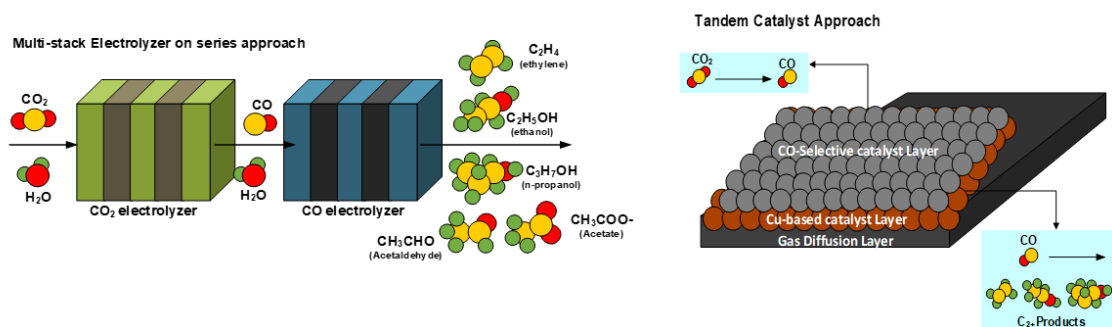 Multi-stack Electrolyzer on series approach
CO₂
H₂O
CO₂ electrolyzer
CO
H₂O
CO electrolyzer
C₂H₄
(ethylene)
C₂H₅OH
(ethanol)
C₃H₇OH
(n-propanol)
CH₃COO-
(Acetate)
CH₃CHO
(Acetaldehyde)
Tandem Catalyst Approach
CO₂
CO
CO-Selective catalyst Layer
Cu-based catalyst Layer
Gas Diffusion Layer
CO
C₂₊Products